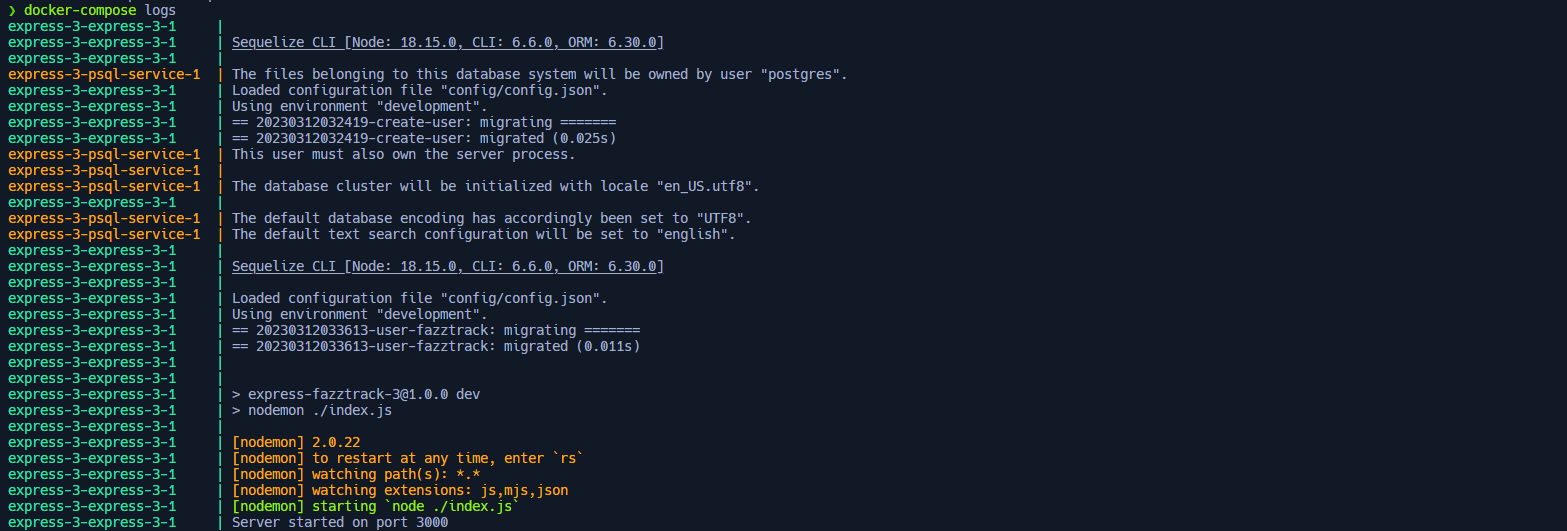 ❯ docker-compose logs
express-3-express-3-1     |
express-3-express-3-1     | Sequelize CLI [Node: 18.15.0, CLI: 6.6.0, ORM: 6.30.0]
express-3-express-3-1     |
express-3-psql-service-1  | The files belonging to this database system will be owned by user "postgres".
express-3-express-3-1     | Loaded configuration file "config/config.json".
express-3-express-3-1     | Using environment "development".
express-3-express-3-1     | == 20230312032419-create-user: migrating =======
express-3-express-3-1     | == 20230312032419-create-user: migrated (0.025s)
express-3-psql-service-1  | This user must also own the server process.
express-3-psql-service-1  |
express-3-psql-service-1  | The database cluster will be initialized with locale "en_US.utf8".
express-3-express-3-1     |
express-3-psql-service-1  | The default database encoding has accordingly been set to "UTF8".
express-3-psql-service-1  | The default text search configuration will be set to "english".
express-3-express-3-1     |
express-3-express-3-1     | Sequelize CLI [Node: 18.15.0, CLI: 6.6.0, ORM: 6.30.0]
express-3-express-3-1     |
express-3-express-3-1     | Loaded configuration file "config/config.json".
express-3-express-3-1     | Using environment "development".
express-3-express-3-1     | == 20230312033613-user-fazztrack: migrating =======
express-3-express-3-1     | == 20230312033613-user-fazztrack: migrated (0.011s)
express-3-express-3-1     |
express-3-express-3-1     |
express-3-express-3-1     | > express-fazztrack-3@1.0.0 dev
express-3-express-3-1     | > nodemon ./index.js
express-3-express-3-1     |
express-3-express-3-1     | [nodemon] 2.0.22
express-3-express-3-1     | [nodemon] to restart at any time, enter `rs`
express-3-express-3-1     | [nodemon] watching path(s): *.*
express-3-express-3-1     | [nodemon] watching extensions: js,mjs,json
express-3-express-3-1     | [nodemon] starting `node ./index.js`
express-3-express-3-1     | Server started on port 3000